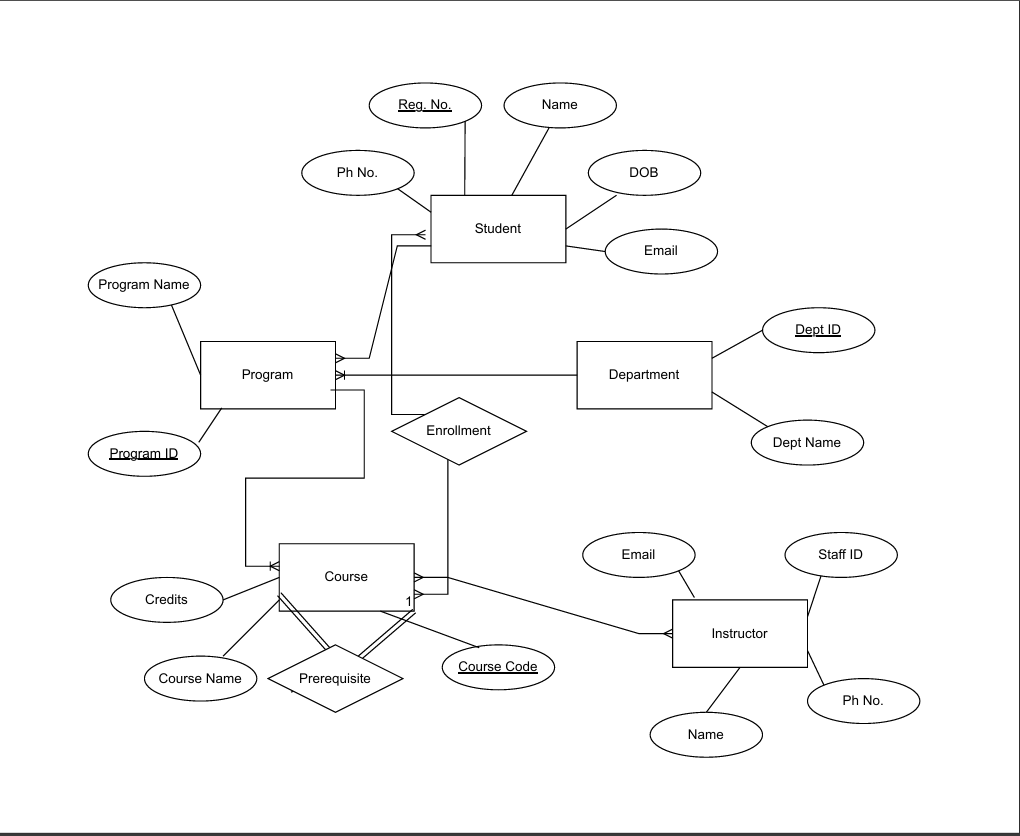 Reg. No.
Name
Ph No.
DOB
Student
Email
Program Name
Dept ID
Program
Department
Enrollment
Dept Name
Program ID
Email
Staff ID
Course
Credits
1
Instructor
Course Code
Course Name
Prerequisite
Ph No.
Name